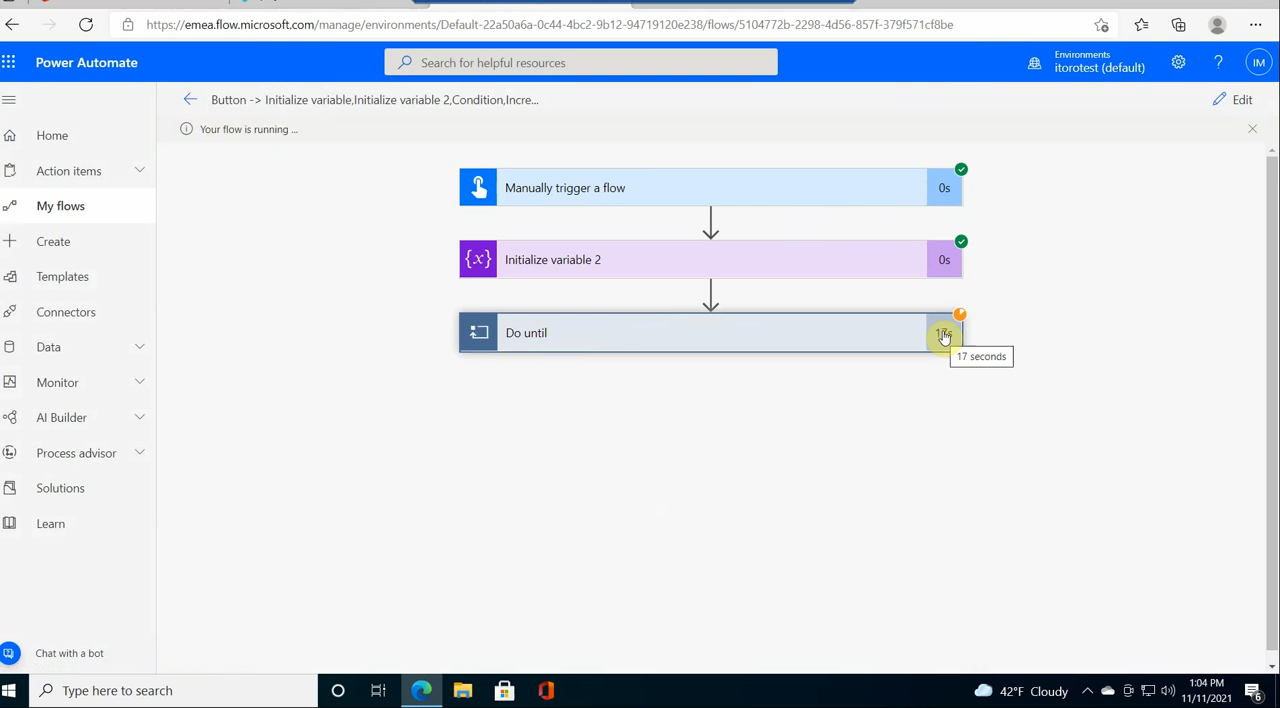 https://emea.flow.microsoft.com/manage/environments/Default-22a50a6a-0c44-4bc2-9b12-94719120e238/flows/5104772b-2298-4d56-857f-379f571cf8be
Power Automate
Search for helpful resources
Environments
itorotest (default)
?
IM
Button -> Initialize variable,Initialize variable 2,Condition,Incre...
Edit
Your flow is running ...
Home
Action items
My flows
Create
Templates
Connectors
Data
Monitor
AI Builder
Process advisor
Solutions
Learn
Chat with a bot
Manually trigger a flow
0s
{x}
Initialize variable 2
0s
Do until
17 seconds
Type here to search
42°F Cloudy
1:04 PM
11/11/2021
6